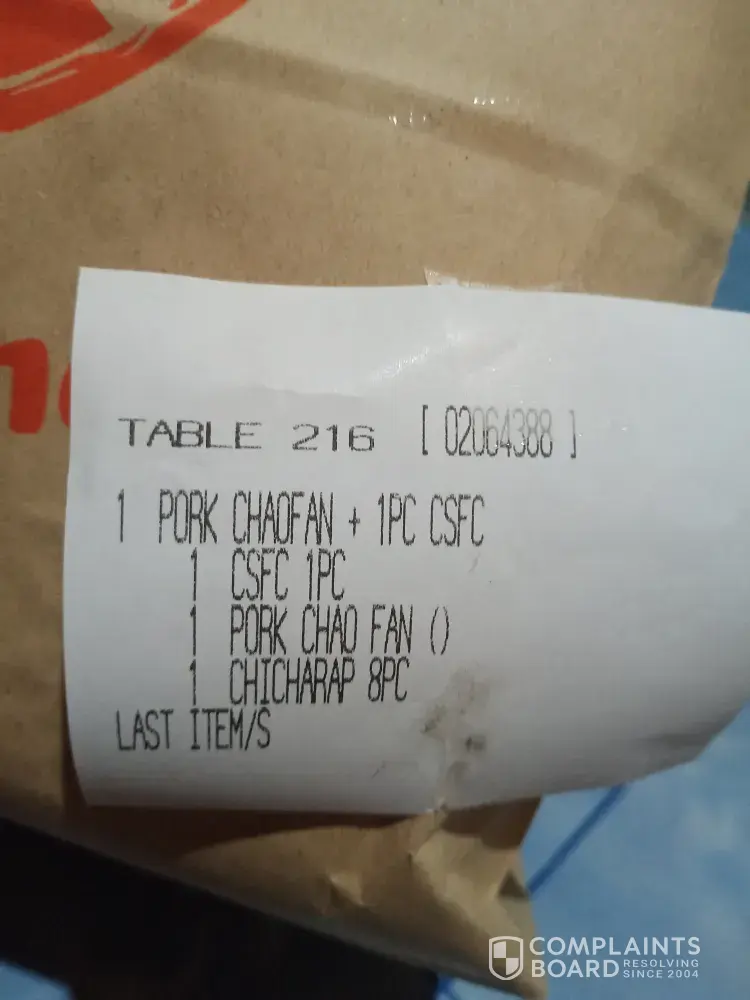 TABLE 216 [ 02064388 ]
1 PORK CHAOFAN + 1PC CSFC
1 CSFC 1PC
1 PORK CHAO FAN ()
1 CHICHARAP 8PC
LAST ITEM/S
COMPLAINTS
BOARD RESOLVING SINCE 2004